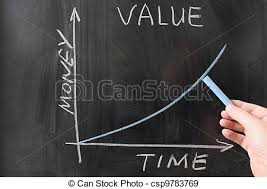 VALUE
MONEY
TIME
© Can Stock Photo - csp9783769